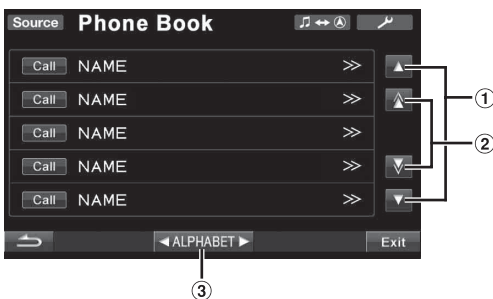 Source Phone Book
Call NAME >>
Call NAME >>
Call NAME >>
Call NAME >>
Call NAME >>
◀ ALPHABET ▶ Exit
①
②
③